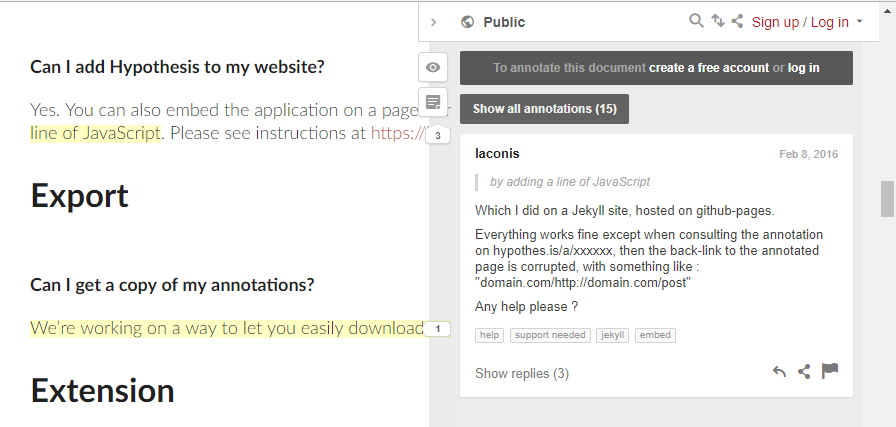 Can I add Hypothesis to my website?
Yes. You can also embed the application on a page
line of JavaScript. Please see instructions at https://
Export
Can I get a copy of my annotations?
We're working on a way to let you easily download
Extension
Public
Sign up / Log in
To annotate this document create a free account or log in
Show all annotations (15)
3
1
laconis
Feb 8, 2016
by adding a line of JavaScript
Which I did on a Jekyll site, hosted on github-pages.
Everything works fine except when consulting the annotation
on hypothes.is/a/xxxxxx, then the back-link to the annotated
page is corrupted, with something like :
"domain.com/http://domain.com/post"
Any help please ?
help
support needed
jekyll
embed
Show replies (3)